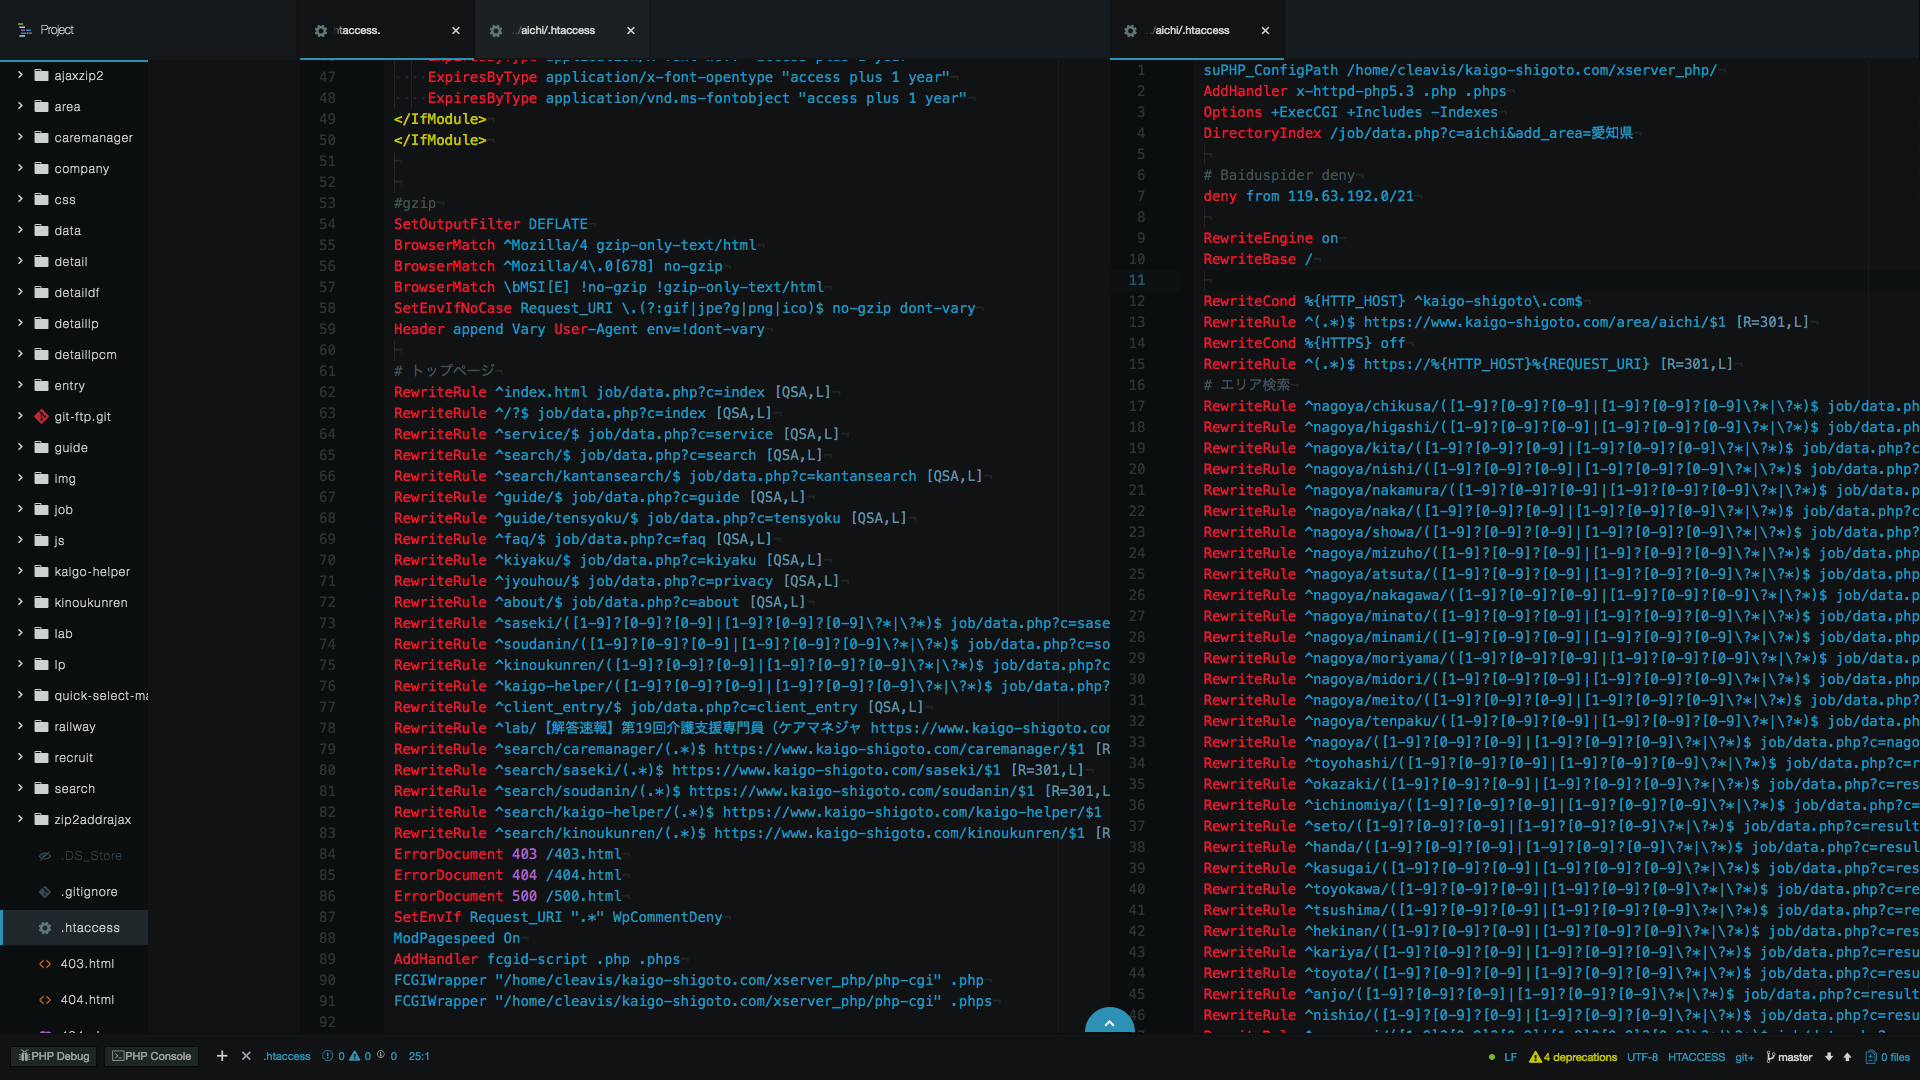 Project
ajaxzip2
area
caremanager
company
css
data
detail
detaildf
detaillp
detaillpcm
entry
git-ftp.git
guide
img
job
js
kaigo-helper
kinoukunren
lab
lp
quick-select-ma
railway
recruit
search
zip2addrajax
.DS_Store
.gitignore
.htaccess
403.html
404.html
htaccess.
47 ExpiresByType application/x-font-opentype "access plus 1 year"
48 ExpiresByType application/vnd.ms-fontobject "access plus 1 year"
49 </IfModule>
50 </IfModule>
51
52
53 #gzip
54 SetOutputFilter DEFLATE
55 BrowserMatch ^Mozilla/4 gzip-only-text/html
56 BrowserMatch ^Mozilla/4\.0[678] no-gzip
57 BrowserMatch \bMSI[E] !no-gzip !gzip-only-text/html
58 SetEnvIfNoCase Request_URI \.(?:gif|jpe?g|png|ico)$ no-gzip dont-vary
59 Header append Vary User-Agent env=!dont-vary
60
61 # トップページ
62 RewriteRule ^index.html job/data.php?c=index [QSA,L]
63 RewriteRule ^/?$ job/data.php?c=index [QSA,L]
64 RewriteRule ^service/$ job/data.php?c=service [QSA,L]
65 RewriteRule ^search/$ job/data.php?c=search [QSA,L]
66 RewriteRule ^search/kantansearch/$ job/data.php?c=kantansearch [QSA,L]
67 RewriteRule ^guide/$ job/data.php?c=guide [QSA,L]
68 RewriteRule ^guide/tensyoku/$ job/data.php?c=tensyoku [QSA,L]
69 RewriteRule ^faq/$ job/data.php?c=faq [QSA,L]
70 RewriteRule ^kiyaku/$ job/data.php?c=kiyaku [QSA,L]
71 RewriteRule ^jyouhou/$ job/data.php?c=privacy [QSA,L]
72 RewriteRule ^about/$ job/data.php?c=about [QSA,L]
73 RewriteRule ^saseki/([1-9]?[0-9]?[0-9]|[1-9]?[0-9]?[0-9]\?*|\?*)$ job/data.php?c=sase
74 RewriteRule ^soudanin/([1-9]?[0-9]?[0-9]|[1-9]?[0-9]?[0-9]\?*|\?*)$ job/data.php?c=so
75 RewriteRule ^kinoukunren/([1-9]?[0-9]?[0-9]|[1-9]?[0-9]?[0-9]\?*|\?*)$ job/data.php?c
76 RewriteRule ^kaigo-helper/([1-9]?[0-9]?[0-9]|[1-9]?[0-9]?[0-9]\?*|\?*)$ job/data.php?
77 RewriteRule ^client_entry/$ job/data.php?c=client_entry [QSA,L]
78 RewriteRule ^lab/【解答速報】第19回介護支援専門員（ケアマネジャ https://www.kaigo-shigoto.con
79 RewriteRule ^search/caremanager/(.*)$ https://www.kaigo-shigoto.com/caremanager/$1 [R
80 RewriteRule ^search/saseki/(.*)$ https://www.kaigo-shigoto.com/saseki/$1 [R=301,L]
81 RewriteRule ^search/soudanin/(.*)$ https://www.kaigo-shigoto.com/soudanin/$1 [R=301,L
82 RewriteRule ^search/kaigo-helper/(.*)$ https://www.kaigo-shigoto.com/kaigo-helper/$1
83 RewriteRule ^search/kinoukunren/(.*)$ https://www.kaigo-shigoto.com/kinoukunren/$1 [R
84 ErrorDocument 403 /403.html
85 ErrorDocument 404 /404.html
86 ErrorDocument 500 /500.html
87 SetEnvIf Request_URI ".*" WpCommentDeny
88 ModPagespeed On
89 AddHandler fcgid-script .php .phps
90 FCGIWrapper "/home/cleavis/kaigo-shigoto.com/xserver_php/php-cgi" .php
91 FCGIWrapper "/home/cleavis/kaigo-shigoto.com/xserver_php/php-cgi" .phps
92
../aichi/.htaccess
../aichi/.htaccess
1 suPHP_ConfigPath /home/cleavis/kaigo-shigoto.com/xserver_php/
2 AddHandler x-httpd-php5.3 .php .phps
3 Options +ExecCGI +Includes -Indexes
4 DirectoryIndex /job/data.php?c=aichi&add_area=愛知県
5
6 # Baiduspider deny
7 deny from 119.63.192.0/21
8
9 RewriteEngine on
10 RewriteBase /
11
12 RewriteCond %{HTTP_HOST} ^kaigo-shigoto\.com$
13 RewriteRule ^(.*)$ https://www.kaigo-shigoto.com/area/aichi/$1 [R=301,L]
14 RewriteCond %{HTTPS} off
15 RewriteRule ^(.*)$ https://%{HTTP_HOST}%{REQUEST_URI} [R=301,L]
16 # エリア検索
17 RewriteRule ^nagoya/chikusa/([1-9]?[0-9]?[0-9]|[1-9]?[0-9]?[0-9]\?*|\?*)$ job/data.ph
18 RewriteRule ^nagoya/higashi/([1-9]?[0-9]?[0-9]|[1-9]?[0-9]?[0-9]\?*|\?*)$ job/data.ph
19 RewriteRule ^nagoya/kita/([1-9]?[0-9]?[0-9]|[1-9]?[0-9]?[0-9]\?*|\?*)$ job/data.php?c
20 RewriteRule ^nagoya/nishi/([1-9]?[0-9]?[0-9]|[1-9]?[0-9]?[0-9]\?*|\?*)$ job/data.php?
21 RewriteRule ^nagoya/nakamura/([1-9]?[0-9]?[0-9]|[1-9]?[0-9]?[0-9]\?*|\?*)$ job/data.p
22 RewriteRule ^nagoya/naka/([1-9]?[0-9]?[0-9]|[1-9]?[0-9]?[0-9]\?*|\?*)$ job/data.php?c
23 RewriteRule ^nagoya/showa/([1-9]?[0-9]?[0-9]|[1-9]?[0-9]?[0-9]\?*|\?*)$ job/data.php?
24 RewriteRule ^nagoya/mizuho/([1-9]?[0-9]?[0-9]|[1-9]?[0-9]?[0-9]\?*|\?*)$ job/data.php
25 RewriteRule ^nagoya/atsuta/([1-9]?[0-9]?[0-9]|[1-9]?[0-9]?[0-9]\?*|\?*)$ job/data.php
26 RewriteRule ^nagoya/nakagawa/([1-9]?[0-9]?[0-9]|[1-9]?[0-9]?[0-9]\?*|\?*)$ job/data.p
27 RewriteRule ^nagoya/minato/([1-9]?[0-9]?[0-9]|[1-9]?[0-9]?[0-9]\?*|\?*)$ job/data.php
28 RewriteRule ^nagoya/minami/([1-9]?[0-9]?[0-9]|[1-9]?[0-9]?[0-9]\?*|\?*)$ job/data.php
29 RewriteRule ^nagoya/moriyama/([1-9]?[0-9]?[0-9]|[1-9]?[0-9]?[0-9]\?*|\?*)$ job/data.p
30 RewriteRule ^nagoya/midori/([1-9]?[0-9]?[0-9]|[1-9]?[0-9]?[0-9]\?*|\?*)$ job/data.php
31 RewriteRule ^nagoya/meito/([1-9]?[0-9]?[0-9]|[1-9]?[0-9]?[0-9]\?*|\?*)$ job/data.php?
32 RewriteRule ^nagoya/tenpaku/([1-9]?[0-9]?[0-9]|[1-9]?[0-9]?[0-9]\?*|\?*)$ job/data.ph
33 RewriteRule ^nagoya/([1-9]?[0-9]?[0-9]|[1-9]?[0-9]?[0-9]\?*|\?*)$ job/data.php?c=nago
34 RewriteRule ^toyohashi/([1-9]?[0-9]?[0-9]|[1-9]?[0-9]?[0-9]\?*|\?*)$ job/data.php?c=r
35 RewriteRule ^okazaki/([1-9]?[0-9]?[0-9]|[1-9]?[0-9]?[0-9]\?*|\?*)$ job/data.php?c=res
36 RewriteRule ^ichinomiya/([1-9]?[0-9]?[0-9]|[1-9]?[0-9]?[0-9]\?*|\?*)$ job/data.php?c=
37 RewriteRule ^seto/([1-9]?[0-9]?[0-9]|[1-9]?[0-9]?[0-9]\?*|\?*)$ job/data.php?c=result
38 RewriteRule ^handa/([1-9]?[0-9]?[0-9]|[1-9]?[0-9]?[0-9]\?*|\?*)$ job/data.php?c=resul
39 RewriteRule ^kasugai/([1-9]?[0-9]?[0-9]|[1-9]?[0-9]?[0-9]\?*|\?*)$ job/data.php?c=res
40 RewriteRule ^toyokawa/([1-9]?[0-9]?[0-9]|[1-9]?[0-9]?[0-9]\?*|\?*)$ job/data.php?c=re
41 RewriteRule ^tsushima/([1-9]?[0-9]?[0-9]|[1-9]?[0-9]?[0-9]\?*|\?*)$ job/data.php?c=re
42 RewriteRule ^hekinan/([1-9]?[0-9]?[0-9]|[1-9]?[0-9]?[0-9]\?*|\?*)$ job/data.php?c=res
43 RewriteRule ^kariya/([1-9]?[0-9]?[0-9]|[1-9]?[0-9]?[0-9]\?*|\?*)$ job/data.php?c=resu
44 RewriteRule ^toyota/([1-9]?[0-9]?[0-9]|[1-9]?[0-9]?[0-9]\?*|\?*)$ job/data.php?c=resu
45 RewriteRule ^anjo/([1-9]?[0-9]?[0-9]|[1-9]?[0-9]?[0-9]\?*|\?*)$ job/data.php?c=result
46 RewriteRule ^nishio/([1-9]?[0-9]?[0-9]|[1-9]?[0-9]?[0-9]\?*|\?*)$ job/data.php?c=resu
PHP Debug PHP Console + × .htaccess 0 0 0 25:1
LF 4 deprecations UTF-8 HTACCESS git+ master 0 files